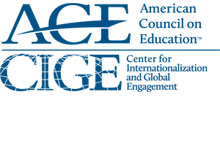 ACE
American
Council on
Education™
CIGE
Center for
Internationalization
and Global
Engagement